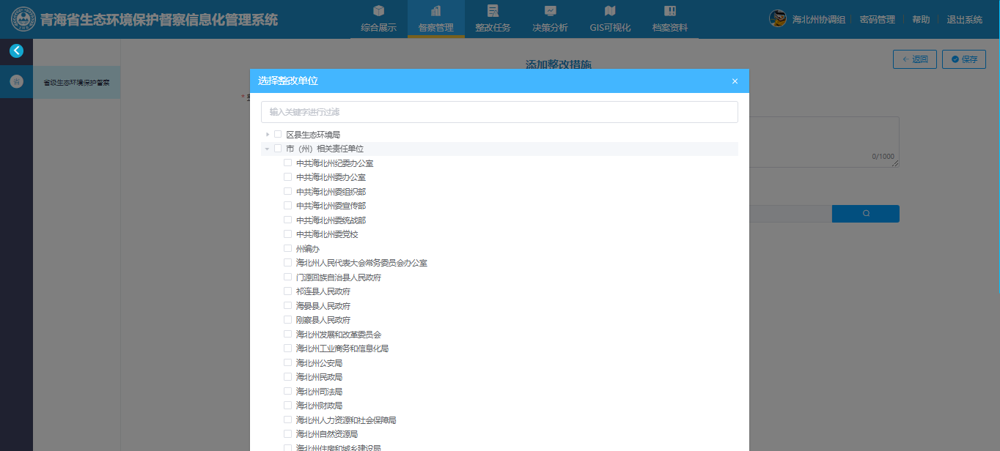 青海省生态环境保护督察信息化管理系统
综合展示
督察管理
整改任务
决策分析
GIS可视化
档案资料
海北州协调组
密码管理
帮助
退出系统
添加整改措施
返回
保存
省
省级生态环境保护督察
选择整改单位
输入关键字进行过滤
区县生态环境局
市（州）相关责任单位
0/1000
中共海北州纪委办公室
中共海北州委办公室
中共海北州委组织部
中共海北州委宣传部
中共海北州委统战部
中共海北州委党校
州编办
海北州人民代表大会常务委员会办公室
门源回族自治县人民政府
祁连县人民政府
海晏县人民政府
刚察县人民政府
海北州发展和改革委员会
海北州工业商务和信息化局
海北州公安局
海北州民政局
海北州司法局
海北州财政局
海北州人力资源和社会保障局
海北州自然资源局
海北州住房和城乡建设局